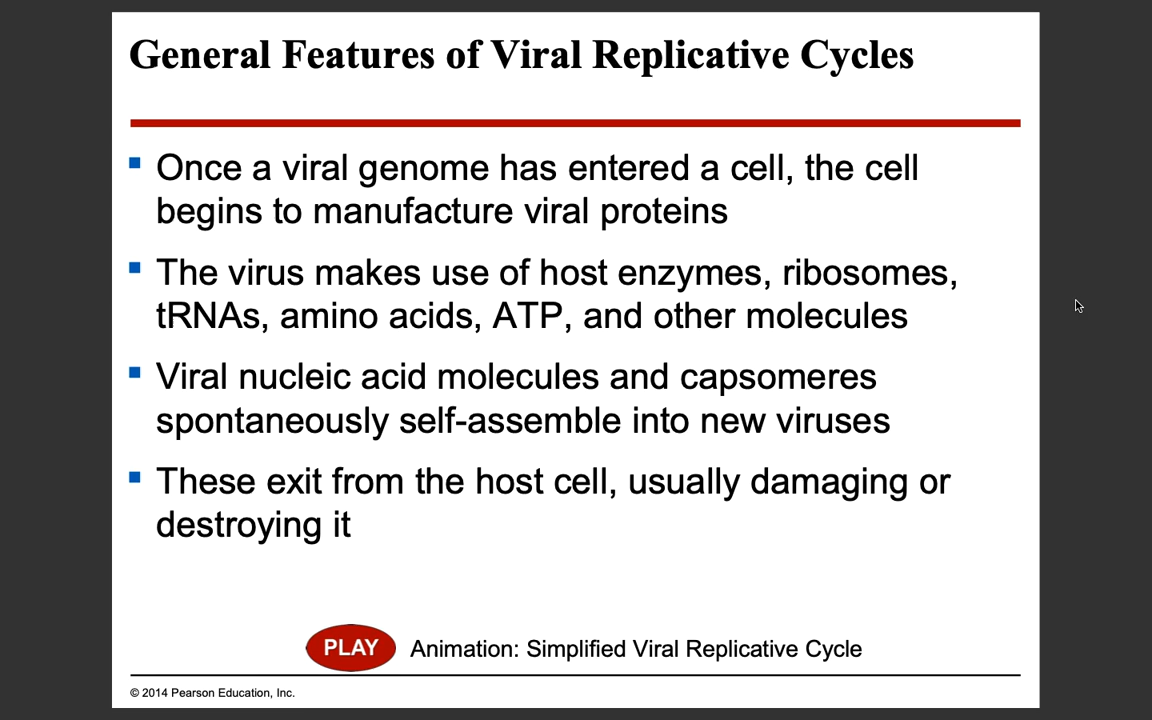 General Features of Viral Replicative Cycles
Once a viral genome has entered a cell, the cell
begins to manufacture viral proteins
The virus makes use of host enzymes, ribosomes,
tRNAs, amino acids, ATP, and other molecules
Viral nucleic acid molecules and capsomeres
spontaneously self-assemble into new viruses
These exit from the host cell, usually damaging or
destroying it
PLAY Animation: Simplified Viral Replicative Cycle
© 2014 Pearson Education, Inc.